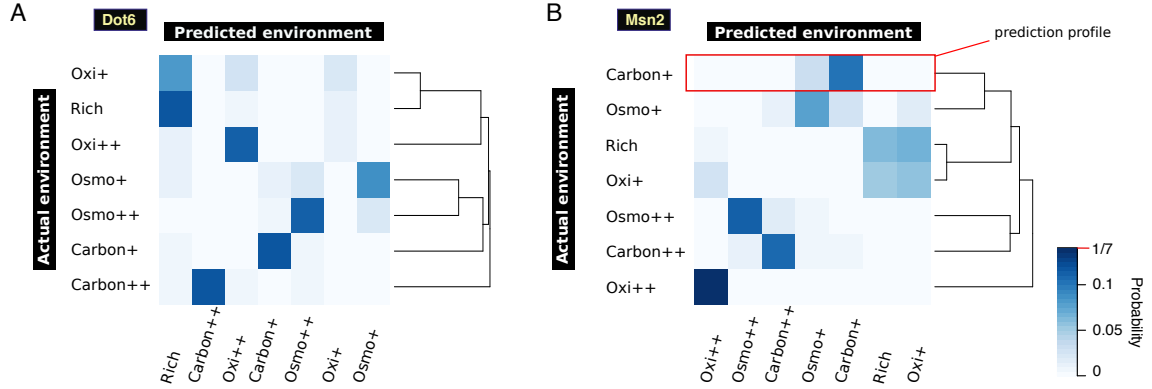 A
Dot6
Predicted environment
Actual environment
Oxi+
Rich
Oxi++
Osmo+
Osmo++
Carbon+
Carbon++
Rich
Carbon++
Oxi++
Carbon+
Osmo++
Oxi+
Osmo+
B
Msn2
Predicted environment
prediction profile
Actual environment
Carbon+
Osmo+
Rich
Oxi+
Osmo++
Carbon++
Oxi++
Oxi++
Osmo++
Carbon++
Osmo+
Carbon+
Rich
Oxi+
1/7
0.1
0.05
0
Probability